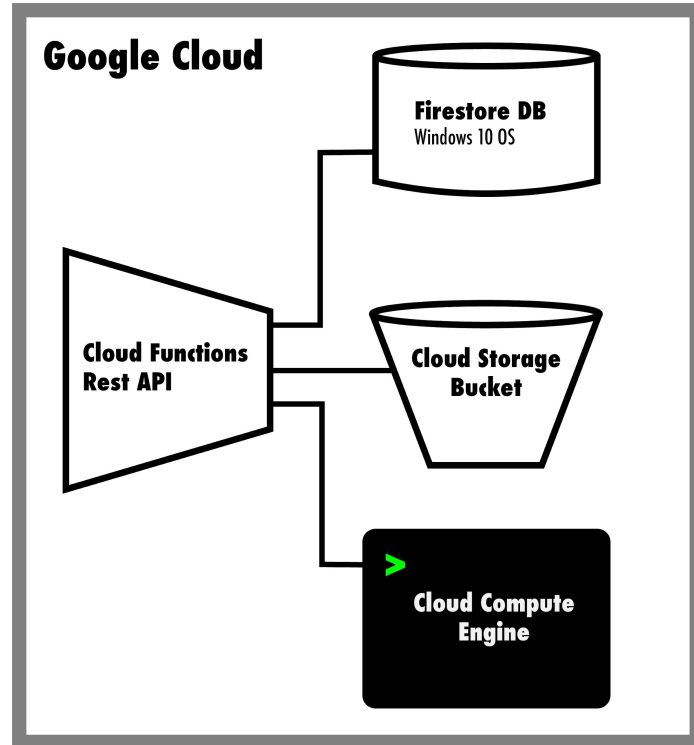 Google Cloud
Firestore DB
Windows 10 OS
Cloud Functions
Rest API
Cloud Storage
Bucket
>
Cloud Compute
Engine